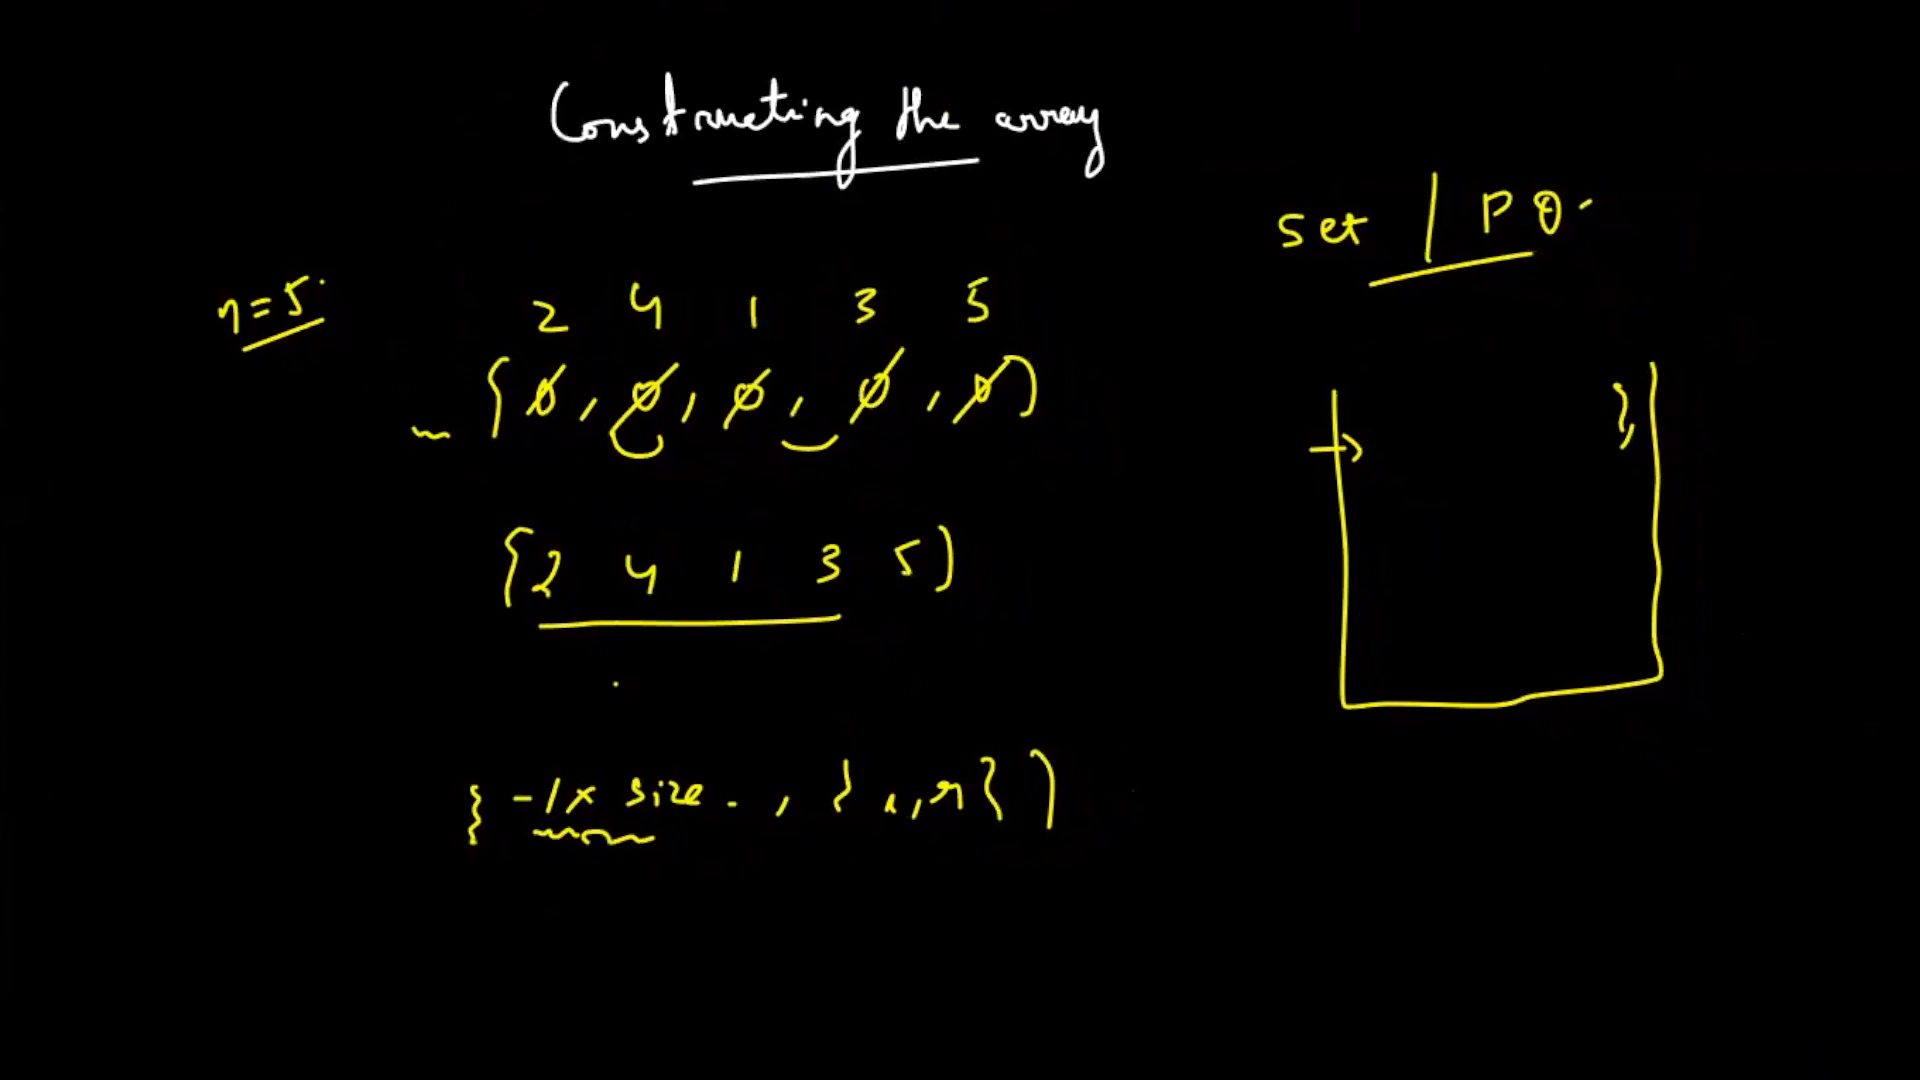 Constructing the array
set | PQ.
n=5.
2 4 1 3 5
{0, 0, 0, 0, 0}
{2 4 1 3 5}
{ -1x size . , { l,r} }